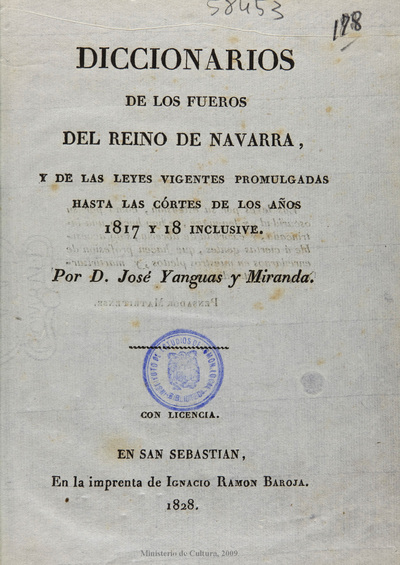 58453
128
DICCIONARIOS
DE LOS FUEROS
DEL REINO DE NAVARRA,
Y DE LAS LEYES VIGENTES PROMULGADAS
HASTA LAS CÓRTES DE LOS AÑOS
1817 Y 18 INCLUSIVE.
Por D. José Yanguas y Miranda.
CON LICENCIA.
EN SAN SEBASTIAN,
En la imprenta de IGNACIO RAMON BAROJA.
1828.
Ministerio de Cultura, 2009